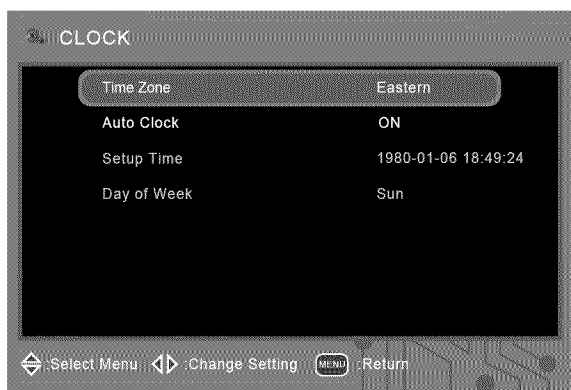 CLOCK
Time Zone Eastern
Auto Clock ON
Setup Time 1980-01-06 18:49:24
Day of Week Sun
:Select Menu :Change Setting MENU :Return